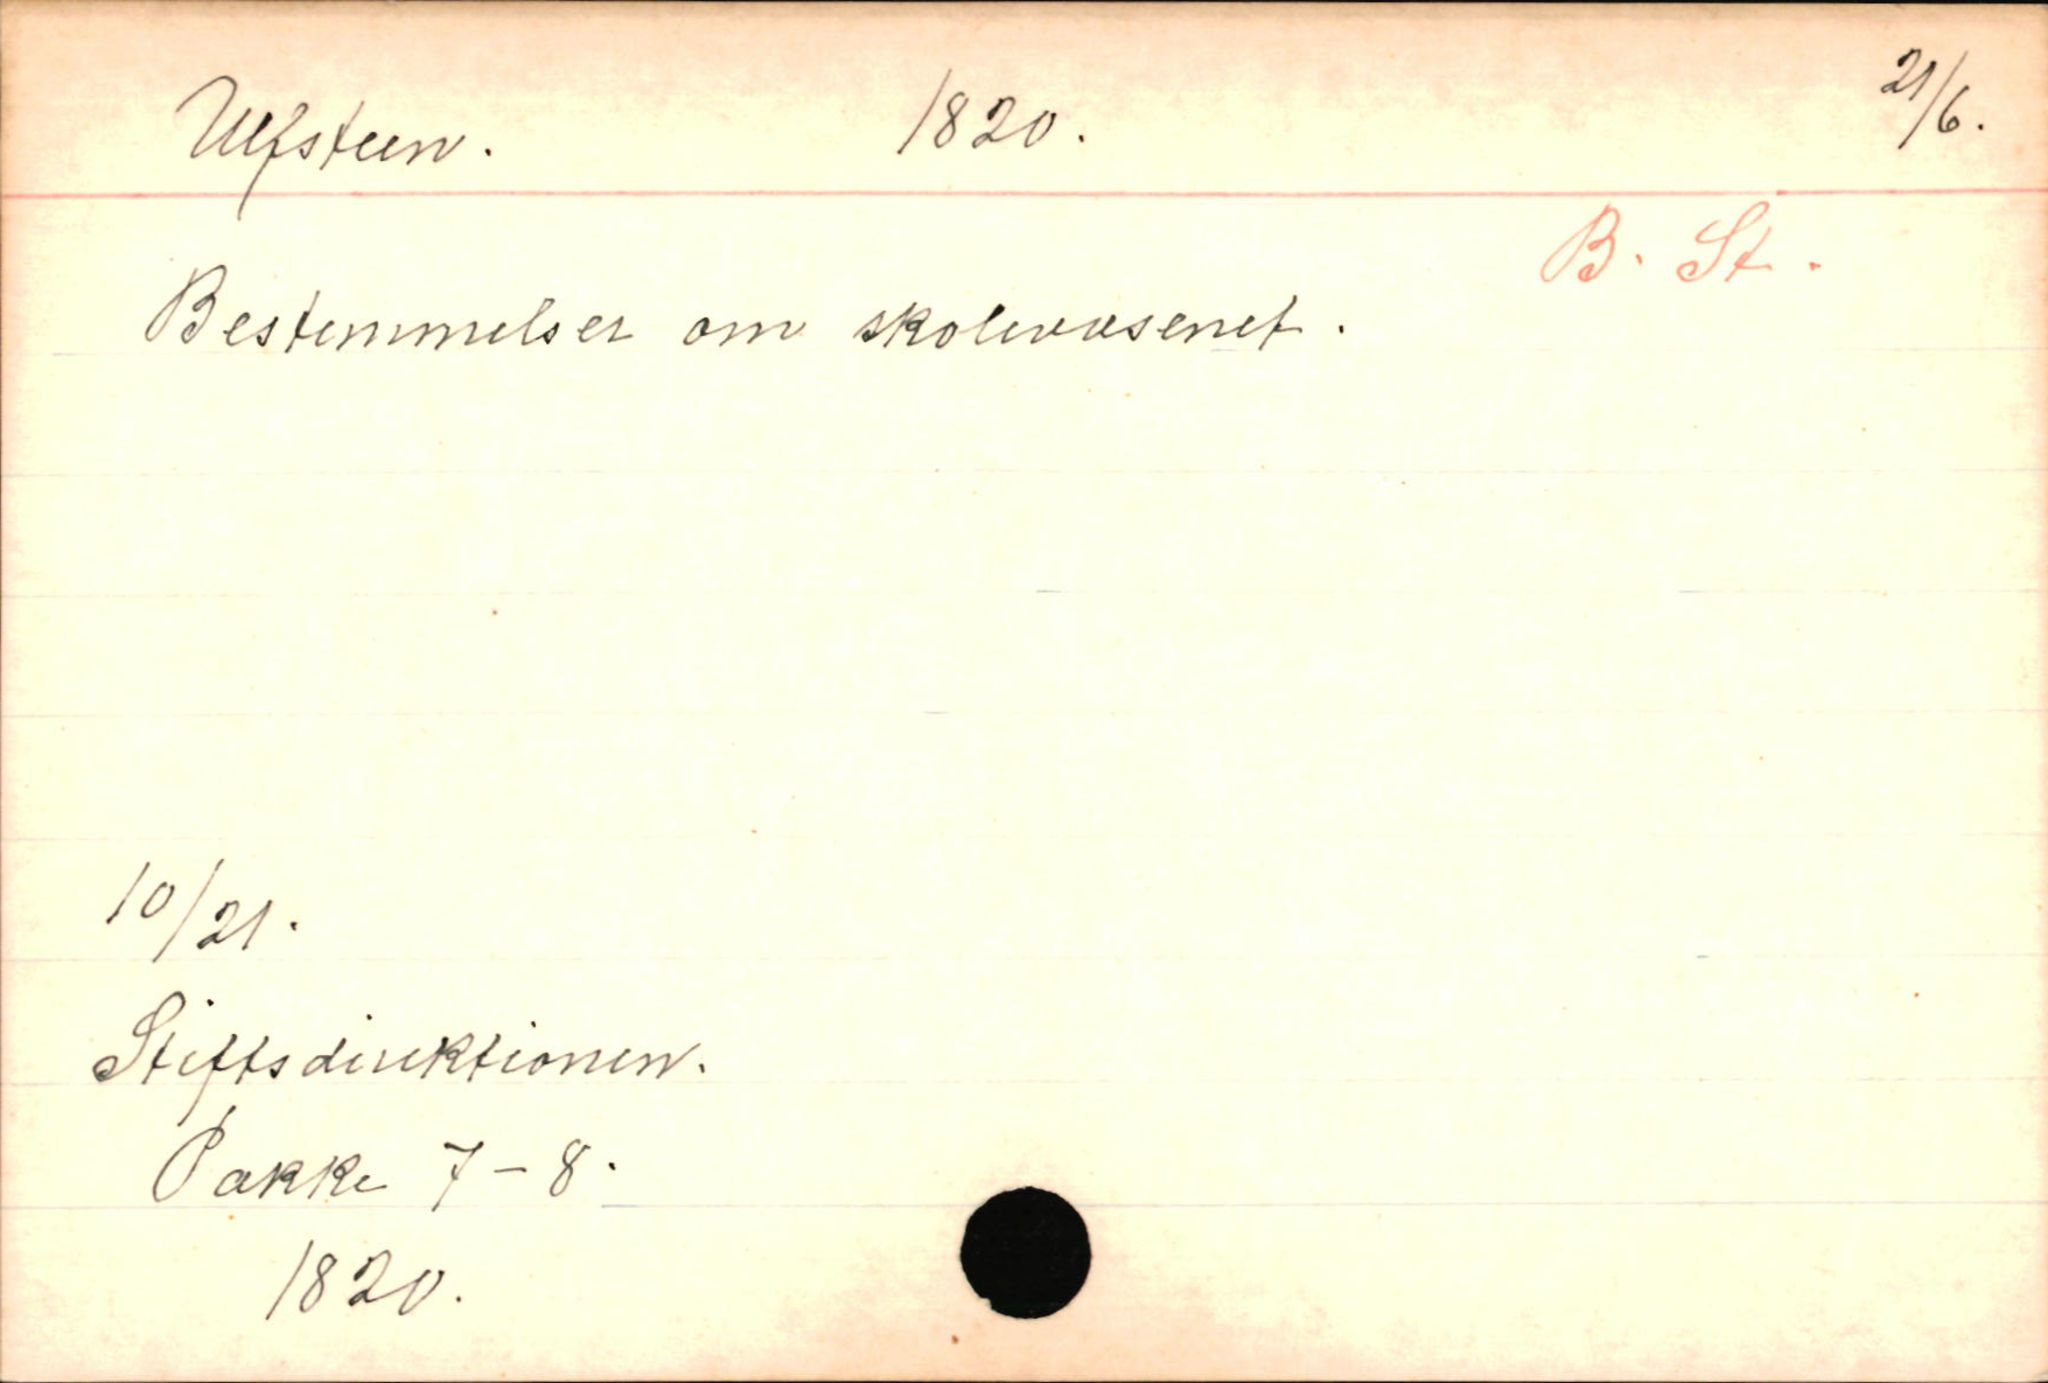 Ulfsteen. 1820. 21/6.
B. St.
Bestemmelser om skolevæsenet.
10/21.
Stiftsdirektionen.
Pakke 7-8.
1820.